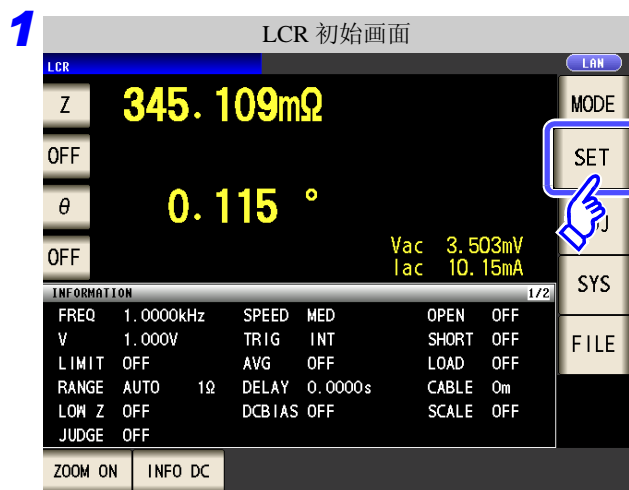 1
LCR 初始画面
LCR
LAN
Z 345.109mΩ
MODE
OFF
SET
θ 0.115 °
OFF
Vac 3.503mV
Iac 10.15mA
SYS
INFORMATION 1/2
FREQ 1.0000kHz SPEED MED OPEN OFF
V 1.000V TRIG INT SHORT OFF
FILE
LIMIT OFF AVG OFF LOAD OFF
RANGE AUTO 1Ω DELAY 0.0000s CABLE 0m
LOW Z OFF DCBIAS OFF SCALE OFF
JUDGE OFF
ZOOM ON INFO DC